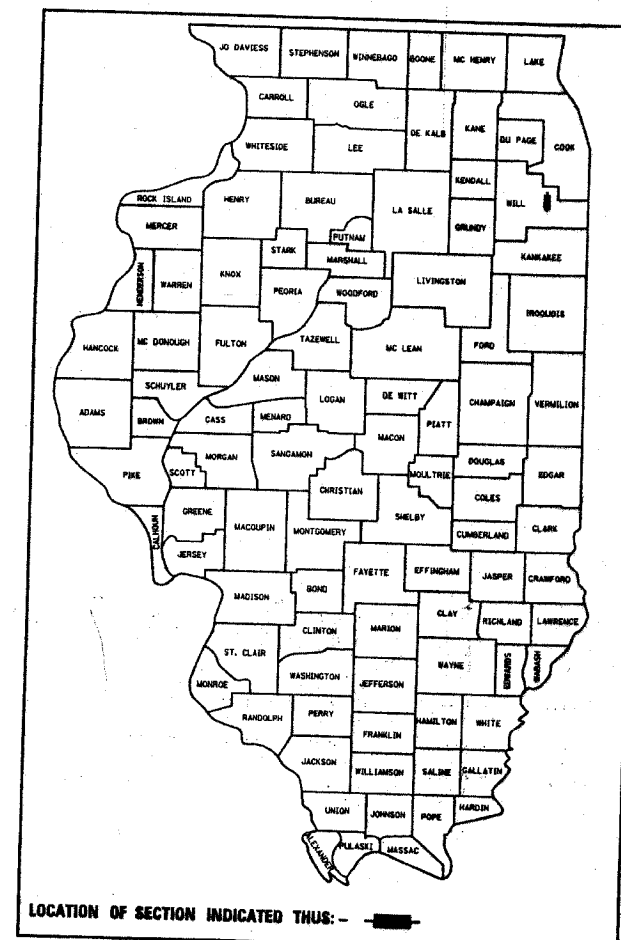 JO DAVIESS STEPHENSON WINNEBAGO BOONE MC HENRY LAKE
CARROLL OGLE DE KALB KANE DU PAGE COOK
WHITESIDE LEE
KENDALL WILL
ROCK ISLAND HENRY BUREAU LA SALLE GRUNDY
MERCER PUTNAM
STARK MARSHALL KANKAKEE
HENDERSON WARREN KNOX PEORIA WOODFORD LIVINGSTON IROQUOIS
HANCOCK MC DONOUGH FULTON TAZEWELL MC LEAN FORD
SCHUYLER MASON
ADAMS BROWN CASS MENARD LOGAN DE WITT PIATT CHAMPAIGN VERMILION
MACON
PIKE SCOTT MORGAN SANGAMON MOULTRIE DOUGLAS EDGAR
CHRISTIAN COLES
CALHOUN GREENE MACOUPIN MONTGOMERY SHELBY CUMBERLAND CLARK
JERSEY FAYETTE EFFINGHAM JASPER CRAWFORD
MADISON BOND
CLINTON MARION CLAY RICHLAND LAWRENCE
ST. CLAIR WAYNE EDWARDS WABASH
MONROE WASHINGTON JEFFERSON
RANDOLPH PERRY FRANKLIN HAMILTON WHITE
JACKSON WILLIAMSON SALINE GALLATIN
UNION JOHNSON POPE HARDIN
ALEXANDER PULASKI MASSAC
LOCATION OF SECTION INDICATED THUS: -